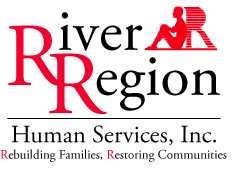 River
Region
Human Services, Inc.
Rebuilding Families, Restoring Communities